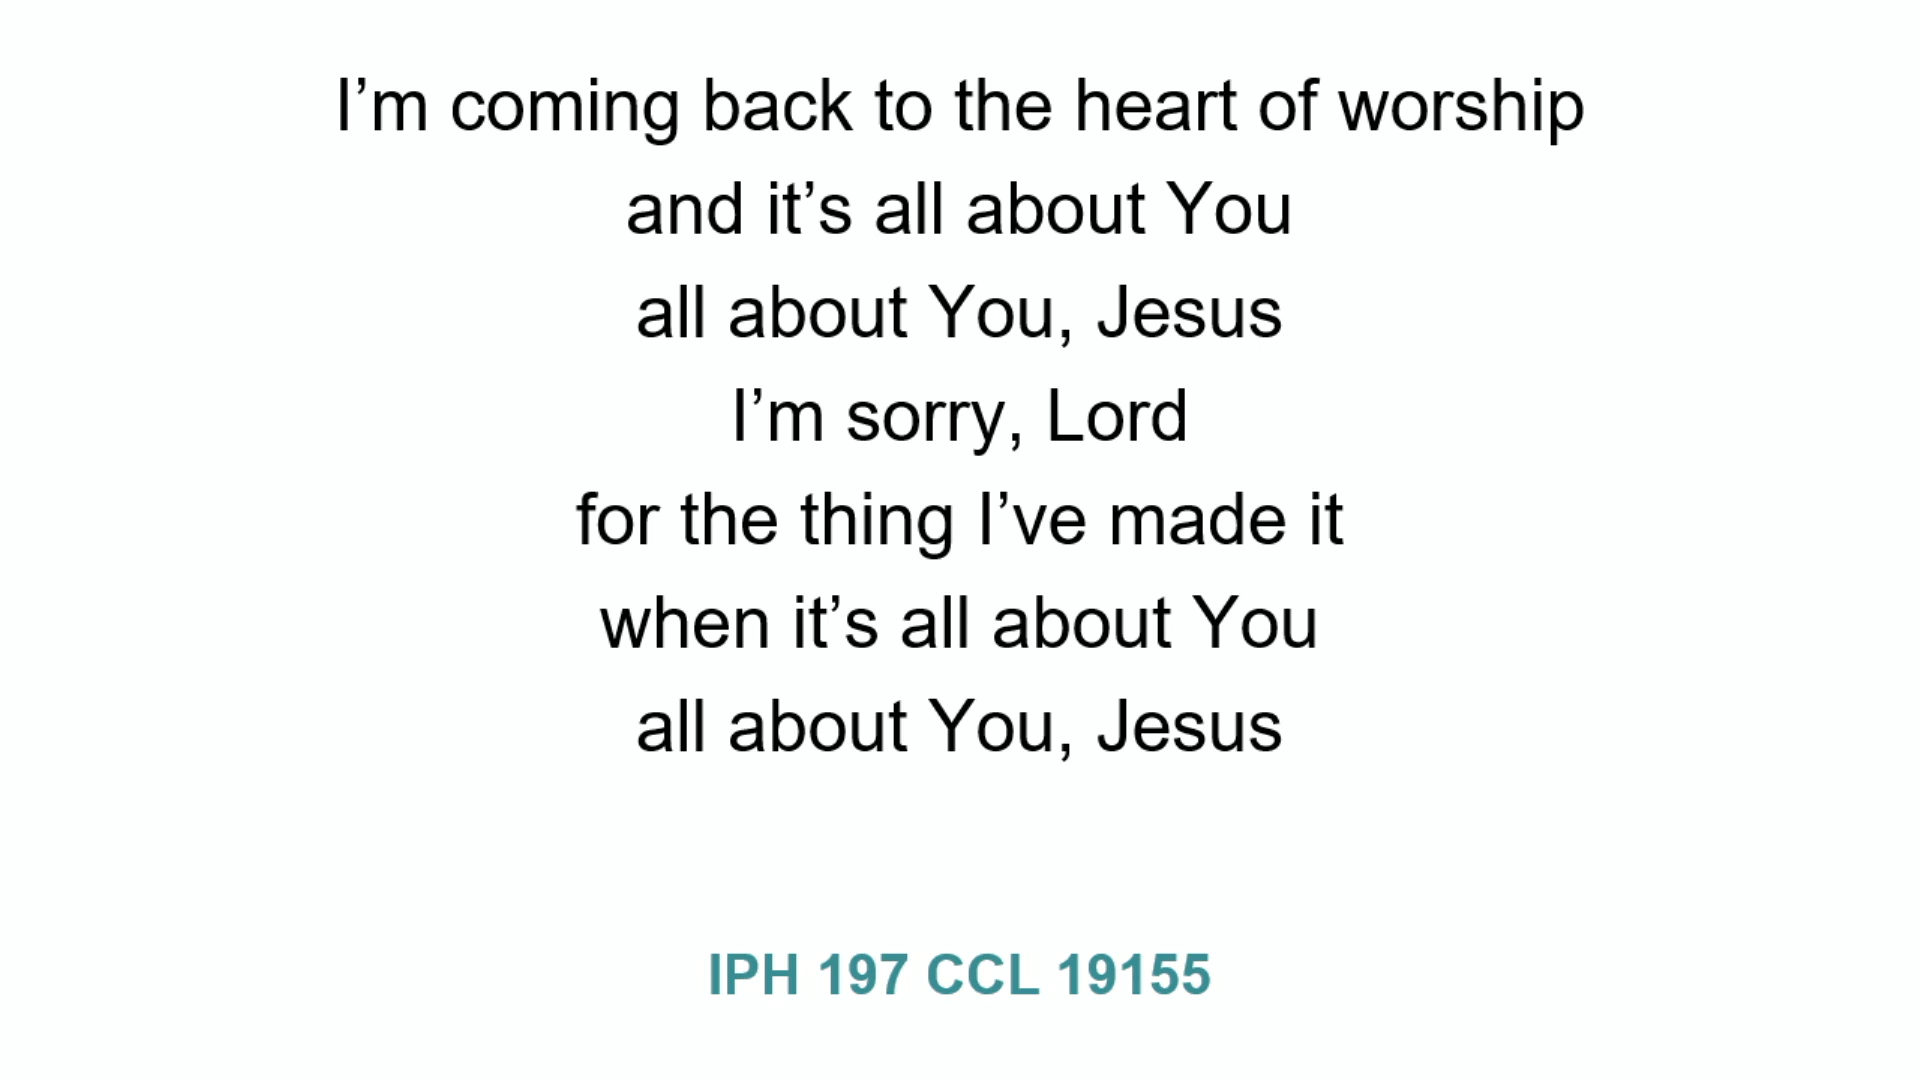 I’m coming back to the heart of worship
and it’s all about You
all about You, Jesus
I’m sorry, Lord
for the thing I’ve made it
when it’s all about You
all about You, Jesus
IPH 197 CCL 19155